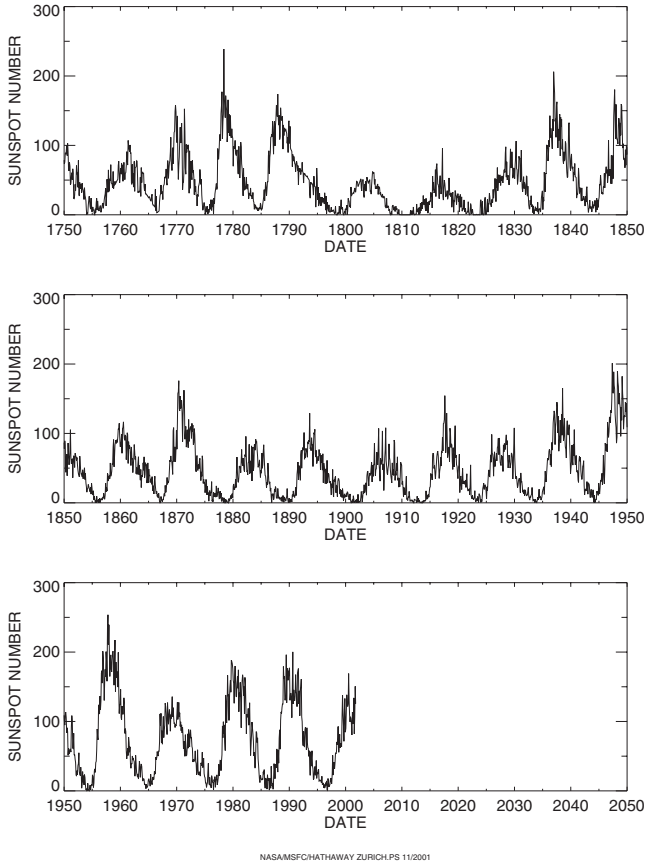 300
200
100
0
SUNSPOT NUMBER
1750 1760 1770 1780 1790 1800 1810 1820 1830 1840 1850
DATE
300
200
100
0
SUNSPOT NUMBER
1850 1860 1870 1880 1890 1900 1910 1920 1930 1940 1950
DATE
300
200
100
0
SUNSPOT NUMBER
1950 1960 1970 1980 1990 2000 2010 2020 2030 2040 2050
DATE
NASA/MSFC/HATHAWAY ZURICH.PS 11/2001